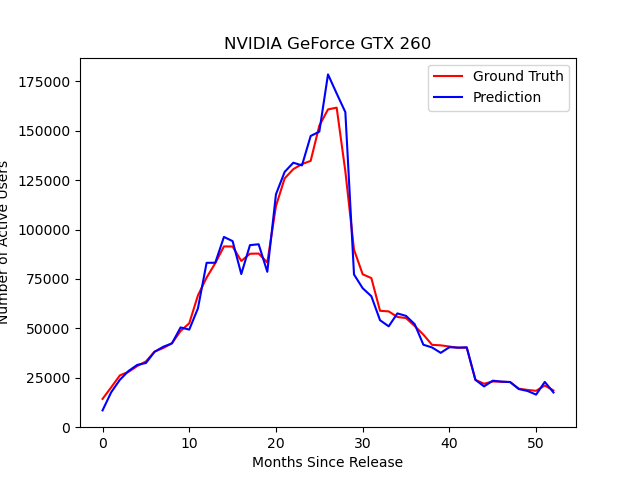 NVIDIA GeForce GTX 260
Number of Active Users
175000
150000
125000
100000
75000
50000
25000
0
Ground Truth
Prediction
0 10 20 30 40 50
Months Since Release